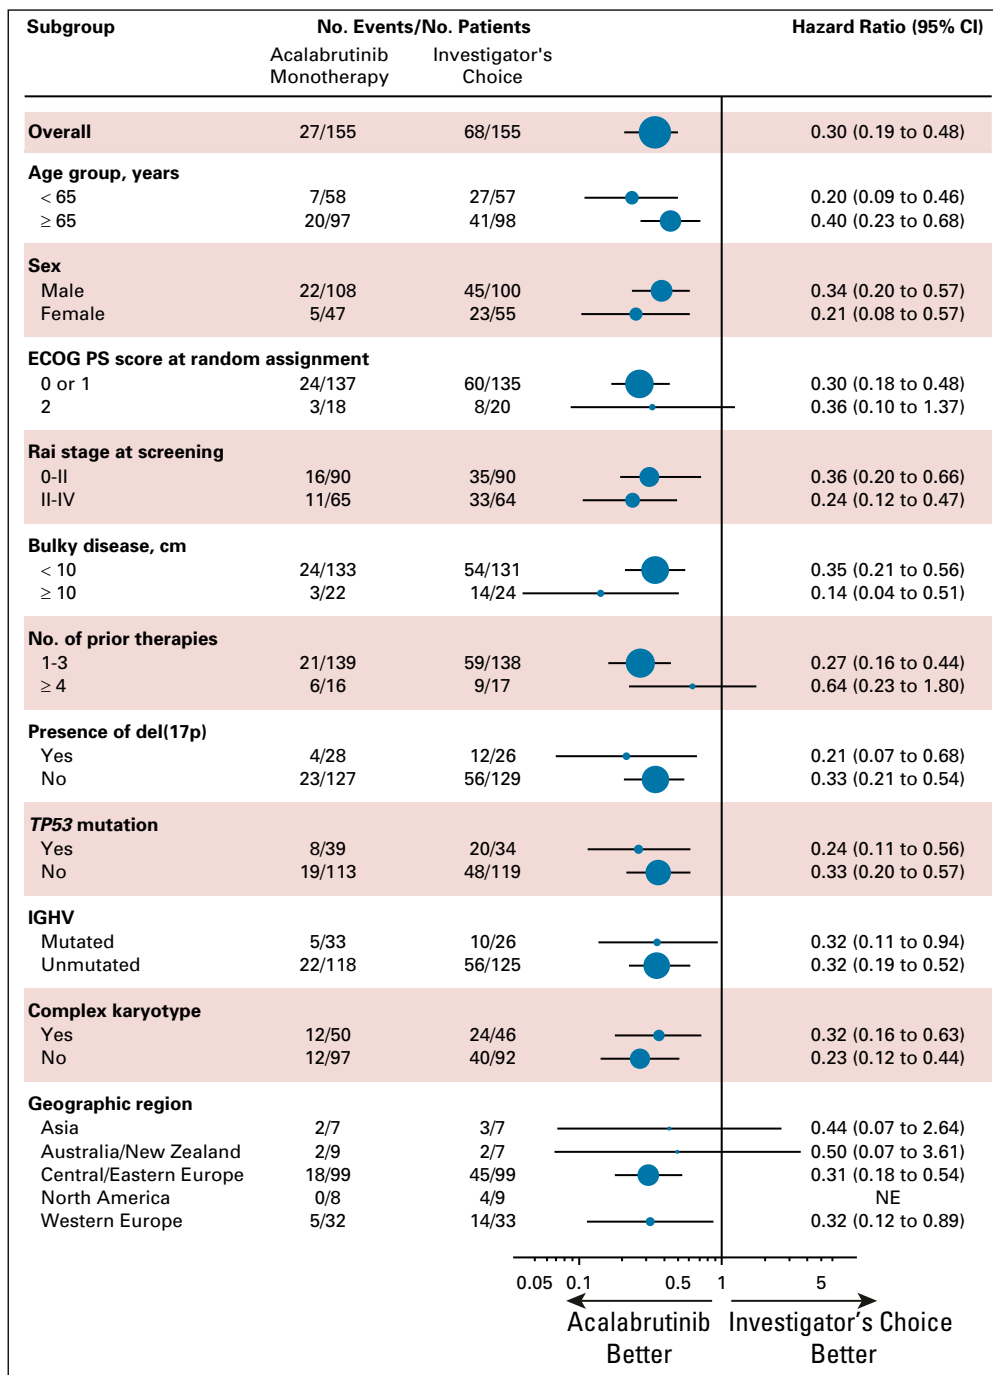 Subgroup No. Events/No. Patients Hazard Ratio (95% CI)
Acalabrutinib Investigator's
Monotherapy Choice
Overall 27/155 68/155 0.30 (0.19 to 0.48)
Age group, years
< 65 7/58 27/57 0.20 (0.09 to 0.46)
≥ 65 20/97 41/98 0.40 (0.23 to 0.68)
Sex
Male 22/108 45/100 0.34 (0.20 to 0.57)
Female 5/47 23/55 0.21 (0.08 to 0.57)
ECOG PS score at random assignment
0 or 1 24/137 60/135 0.30 (0.18 to 0.48)
2 3/18 8/20 0.36 (0.10 to 1.37)
Rai stage at screening
0-II 16/90 35/90 0.36 (0.20 to 0.66)
II-IV 11/65 33/64 0.24 (0.12 to 0.47)
Bulky disease, cm
< 10 24/133 54/131 0.35 (0.21 to 0.56)
≥ 10 3/22 14/24 0.14 (0.04 to 0.51)
No. of prior therapies
1-3 21/139 59/138 0.27 (0.16 to 0.44)
≥ 4 6/16 9/17 0.64 (0.23 to 1.80)
Presence of del(17p)
Yes 4/28 12/26 0.21 (0.07 to 0.68)
No 23/127 56/129 0.33 (0.21 to 0.54)
TP53 mutation
Yes 8/39 20/34 0.24 (0.11 to 0.56)
No 19/113 48/119 0.33 (0.20 to 0.57)
IGHV
Mutated 5/33 10/26 0.32 (0.11 to 0.94)
Unmutated 22/118 56/125 0.32 (0.19 to 0.52)
Complex karyotype
Yes 12/50 24/46 0.32 (0.16 to 0.63)
No 12/97 40/92 0.23 (0.12 to 0.44)
Geographic region
Asia 2/7 3/7 0.44 (0.07 to 2.64)
Australia/New Zealand 2/9 2/7 0.50 (0.07 to 3.61)
Central/Eastern Europe 18/99 45/99 0.31 (0.18 to 0.54)
North America 0/8 4/9 NE
Western Europe 5/32 14/33 0.32 (0.12 to 0.89)
0.05 0.1 0.5 1 5
Acalabrutinib Investigator's Choice
Better Better